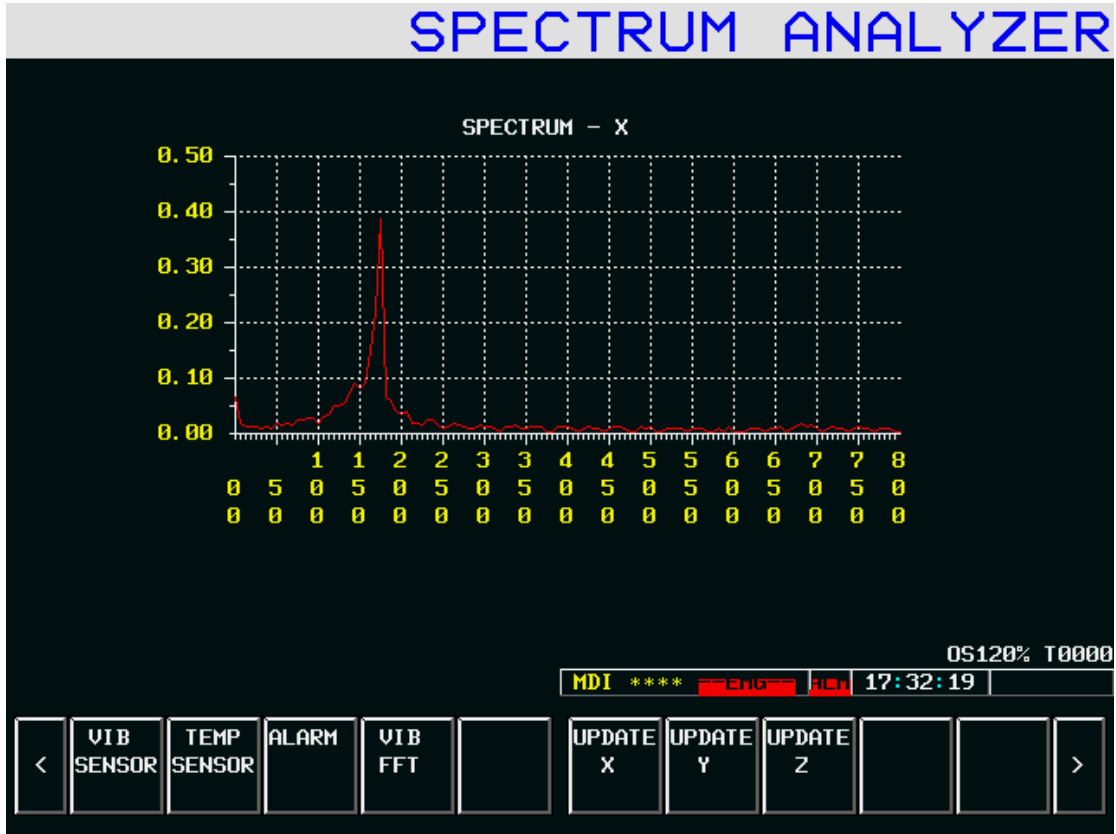 SPECTRUM ANALYZER
SPECTRUM - X
0.50
0.40
0.30
0.20
0.10
0.00
0 50 100 150 200 250 300 350 400 450 500 550 600 650 700 750 800
OS120% T0000
MDI **** --EMG-- ALM 17:32:19
< VIB SENSOR TEMP SENSOR ALARM VIB FFT UPDATE X UPDATE Y UPDATE Z >